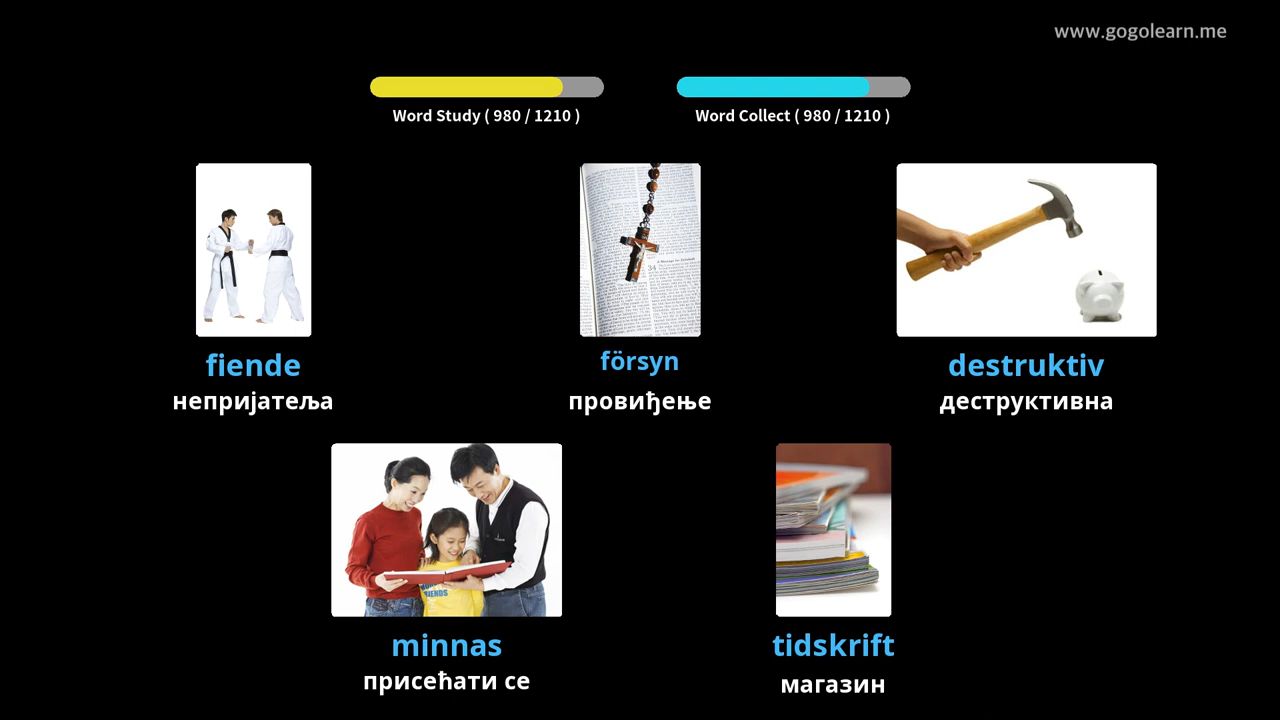 www.gogolearn.me
Word Study ( 980 / 1210 )
Word Collect ( 980 / 1210 )
fiende
непријатеља
försyn
провиђење
destruktiv
деструктивна
minnas
присећати се
tidskrift
магазин